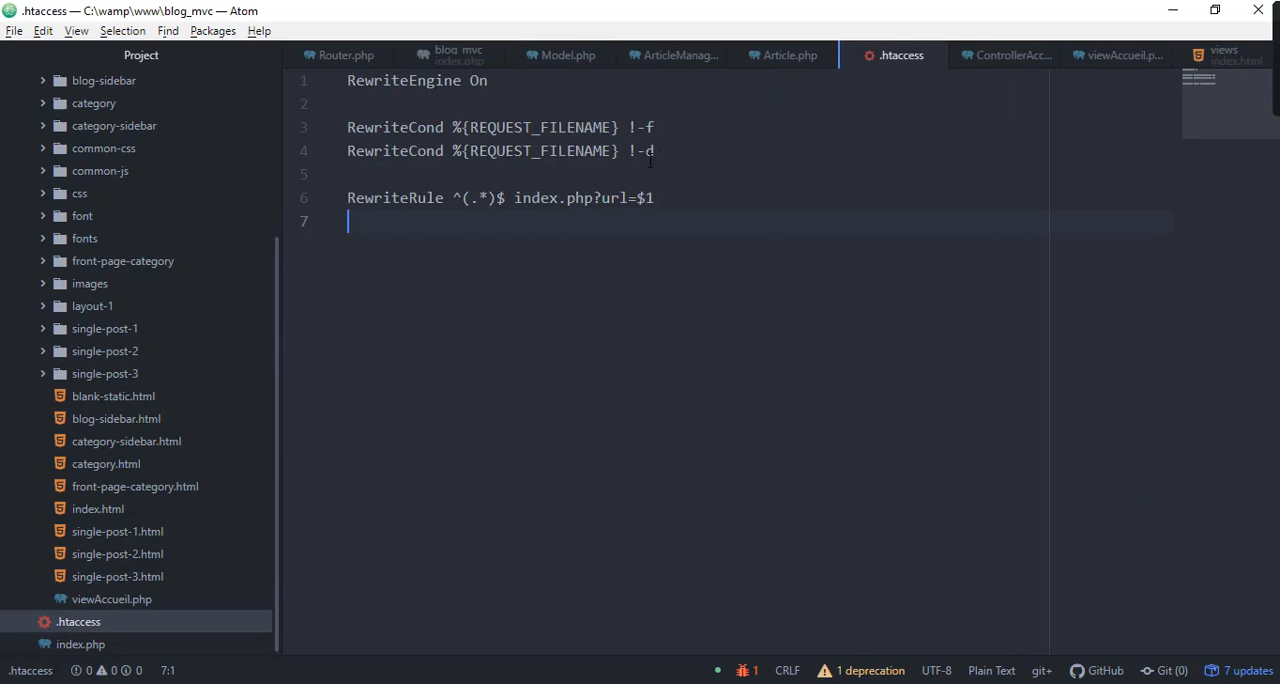 .htaccess — C:\wamp\www\blog_mvc — Atom
File Edit View Selection Find Packages Help
Project
Router.php
blog_mvc
index.php
Model.php
ArticleManag...
Article.php
.htaccess
ControllerAcc...
viewAccueil.p...
views
index.html
blog-sidebar
category
category-sidebar
common-css
common-js
css
font
fonts
front-page-category
images
layout-1
single-post-1
single-post-2
single-post-3
blank-static.html
blog-sidebar.html
category-sidebar.html
category.html
front-page-category.html
index.html
single-post-1.html
single-post-2.html
single-post-3.html
viewAccueil.php
.htaccess
index.php
1 RewriteEngine On
2
3 RewriteCond %{REQUEST_FILENAME} !-f
4 RewriteCond %{REQUEST_FILENAME} !-d
5
6 RewriteRule ^(.*)$ index.php?url=$1
7
.htaccess 0 0 0 7:1 1 CRLF 1 deprecation UTF-8 Plain Text git+ GitHub Git (0) 7 updates